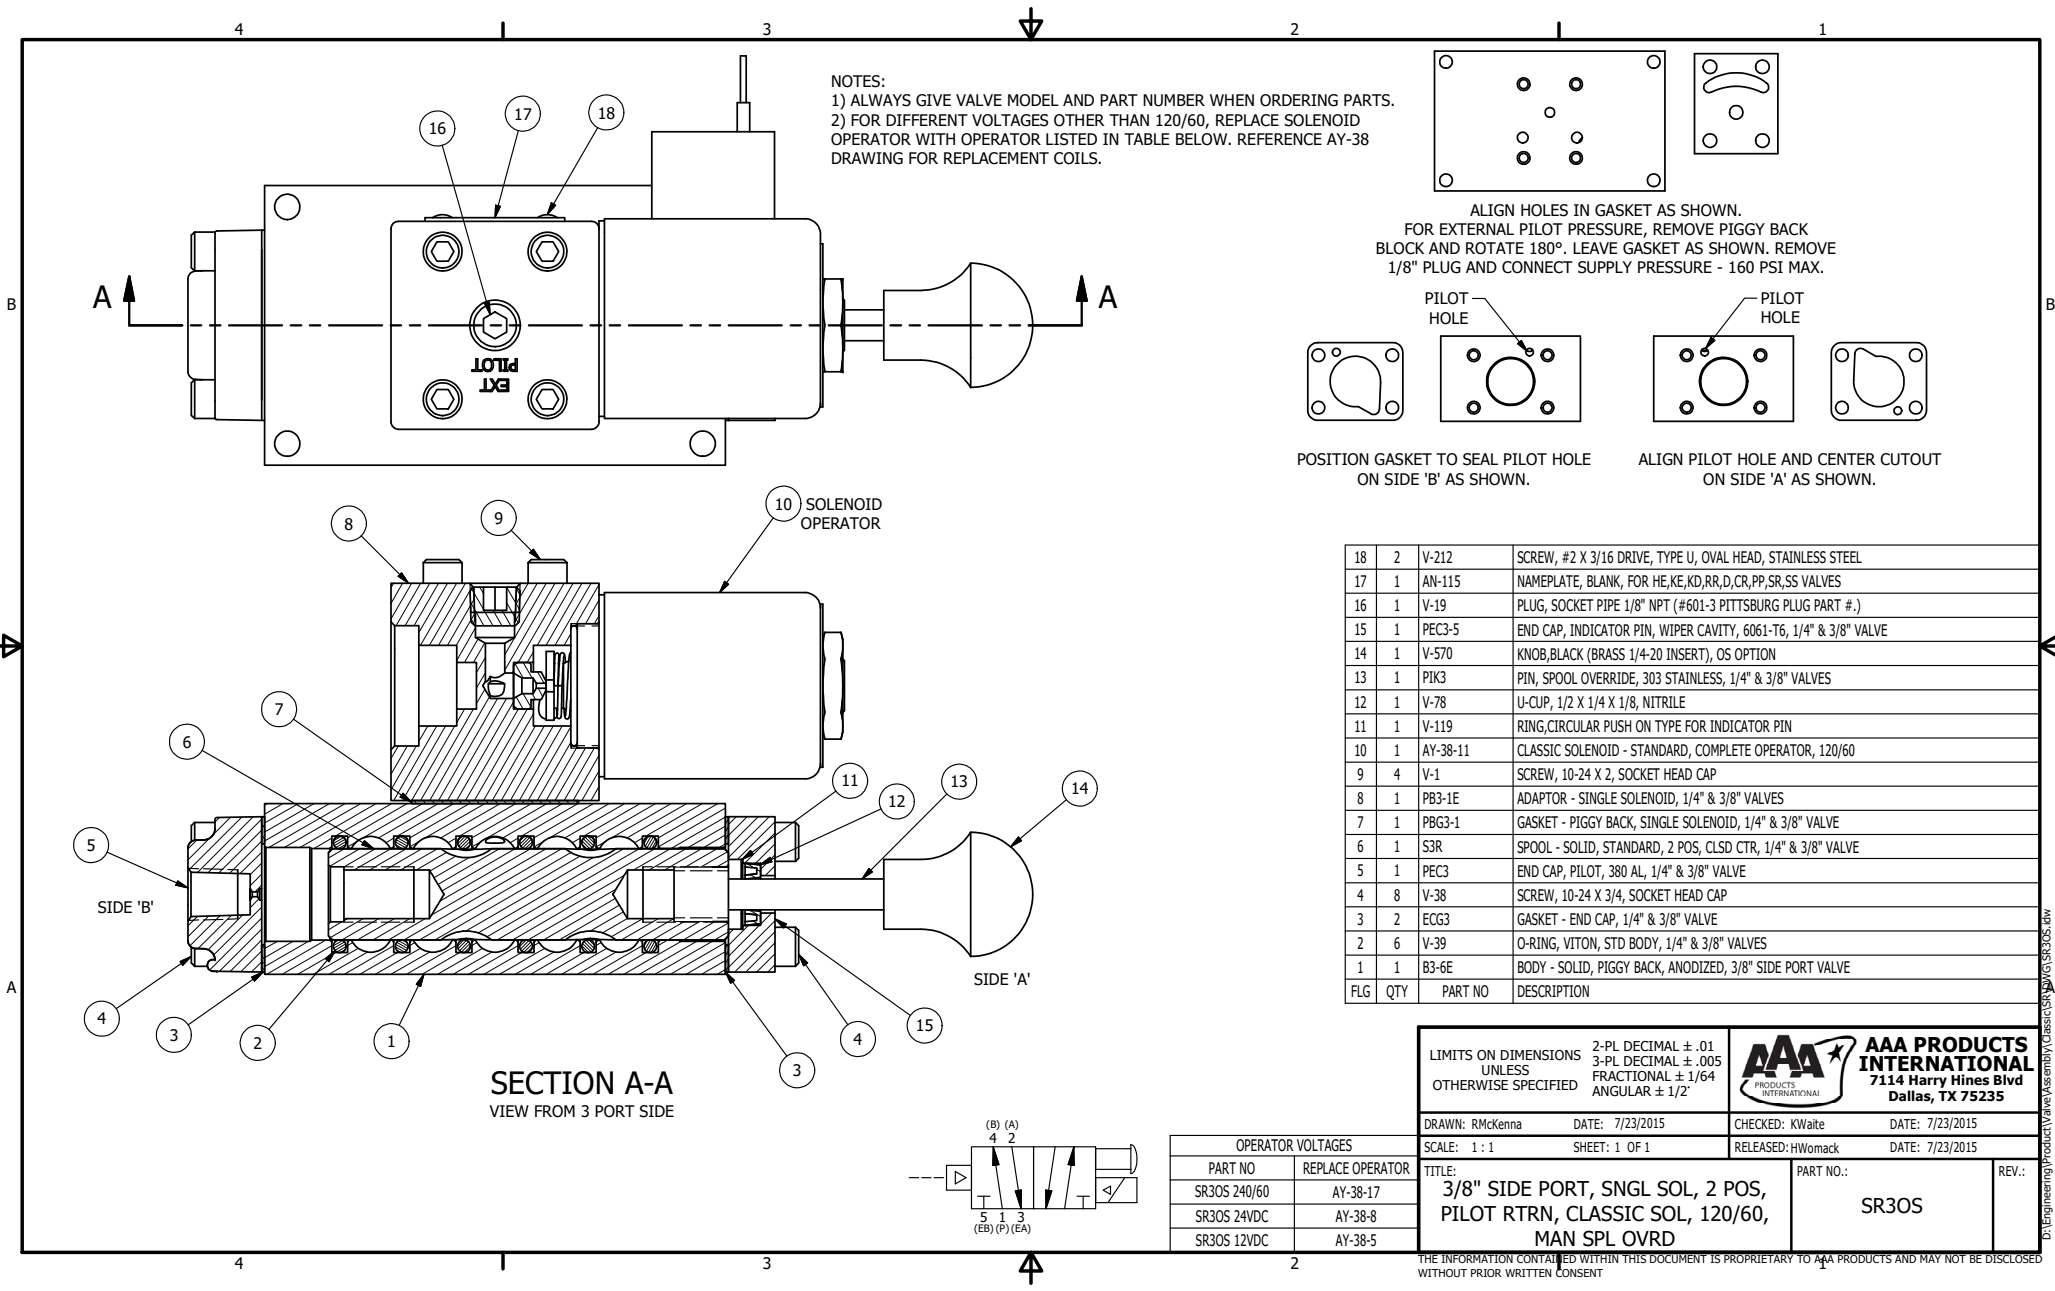 4
3
2
1
NOTES:
1) ALWAYS GIVE VALVE MODEL AND PART NUMBER WHEN ORDERING PARTS.
2) FOR DIFFERENT VOLTAGES OTHER THAN 120/60, REPLACE SOLENOID
OPERATOR WITH OPERATOR LISTED IN TABLE BELOW. REFERENCE AY-38
DRAWING FOR REPLACEMENT COILS.
16
17
18
ALIGN HOLES IN GASKET AS SHOWN.
FOR EXTERNAL PILOT PRESSURE, REMOVE PIGGY BACK
BLOCK AND ROTATE 180°. LEAVE GASKET AS SHOWN. REMOVE
1/8" PLUG AND CONNECT SUPPLY PRESSURE - 160 PSI MAX.
B
A
A
EXT
PILOT
PILOT
HOLE
PILOT
HOLE
B
POSITION GASKET TO SEAL PILOT HOLE
ON SIDE 'B' AS SHOWN.
ALIGN PILOT HOLE AND CENTER CUTOUT
ON SIDE 'A' AS SHOWN.
8
9
10 SOLENOID
OPERATOR
7
6
5
11
12
13
14
SIDE 'B'
SIDE 'A'
4
3
2
1
3
4
15
SECTION A-A
VIEW FROM 3 PORT SIDE
18 2 V-212 SCREW, #2 X 3/16 DRIVE, TYPE U, OVAL HEAD, STAINLESS STEEL
17 1 AN-115 NAMEPLATE, BLANK, FOR HE,KE,KD,RR,D,CR,PP,SR,SS VALVES
16 1 V-19 PLUG, SOCKET PIPE 1/8" NPT (#601-3 PITTSBURG PLUG PART #.)
15 1 PEC3-5 END CAP, INDICATOR PIN, WIPER CAVITY, 6061-T6, 1/4" & 3/8" VALVE
14 1 V-570 KNOB,BLACK (BRASS 1/4-20 INSERT), OS OPTION
13 1 PIK3 PIN, SPOOL OVERRIDE, 303 STAINLESS, 1/4" & 3/8" VALVES
12 1 V-78 U-CUP, 1/2 X 1/4 X 1/8, NITRILE
11 1 V-119 RING,CIRCULAR PUSH ON TYPE FOR INDICATOR PIN
10 1 AY-38-11 CLASSIC SOLENOID - STANDARD, COMPLETE OPERATOR, 120/60
9 4 V-1 SCREW, 10-24 X 2, SOCKET HEAD CAP
8 1 PB3-1E ADAPTOR - SINGLE SOLENOID, 1/4" & 3/8" VALVES
7 1 PBG3-1 GASKET - PIGGY BACK, SINGLE SOLENOID, 1/4" & 3/8" VALVE
6 1 S3R SPOOL - SOLID, STANDARD, 2 POS, CLSD CTR, 1/4" & 3/8" VALVE
5 1 PEC3 END CAP, PILOT, 380 AL, 1/4" & 3/8" VALVE
4 8 V-38 SCREW, 10-24 X 3/4, SOCKET HEAD CAP
3 2 ECG3 GASKET - END CAP, 1/4" & 3/8" VALVE
2 6 V-39 O-RING, VITON, STD BODY, 1/4" & 3/8" VALVES
1 1 B3-6E BODY - SOLID, PIGGY BACK, ANODIZED, 3/8" SIDE PORT VALVE
FLG QTY PART NO DESCRIPTION
A
A
(B) (A)
4 2
5 1 3
(EB) (P) (EA)
OPERATOR VOLTAGES
PART NO REPLACE OPERATOR
SR3OS 240/60 AY-38-17
SR3OS 24VDC AY-38-8
SR3OS 12VDC AY-38-5
LIMITS ON DIMENSIONS
UNLESS
OTHERWISE SPECIFIED
2-PL DECIMAL ± .01
3-PL DECIMAL ± .005
FRACTIONAL ± 1/64
ANGULAR ± 1/2°
AAA
PRODUCTS
INTERNATIONAL
AAA PRODUCTS
INTERNATIONAL
7114 Harry Hines Blvd
Dallas, TX 75235
DRAWN: RMcKenna DATE: 7/23/2015
CHECKED: KWaite DATE: 7/23/2015
SCALE: 1 : 1 SHEET: 1 OF 1
RELEASED: HWomack DATE: 7/23/2015
TITLE:
3/8" SIDE PORT, SNGL SOL, 2 POS,
PILOT RTRN, CLASSIC SOL, 120/60,
MAN SPL OVRD
PART NO.:
SR3OS
REV.:
D:\Engineering\Product\Valve\Assembly\Classic\SR\DWG\SR3OS.idw
4
3
2
1
THE INFORMATION CONTAINED WITHIN THIS DOCUMENT IS PROPRIETARY TO AAA PRODUCTS AND MAY NOT BE DISCLOSED
WITHOUT PRIOR WRITTEN CONSENT